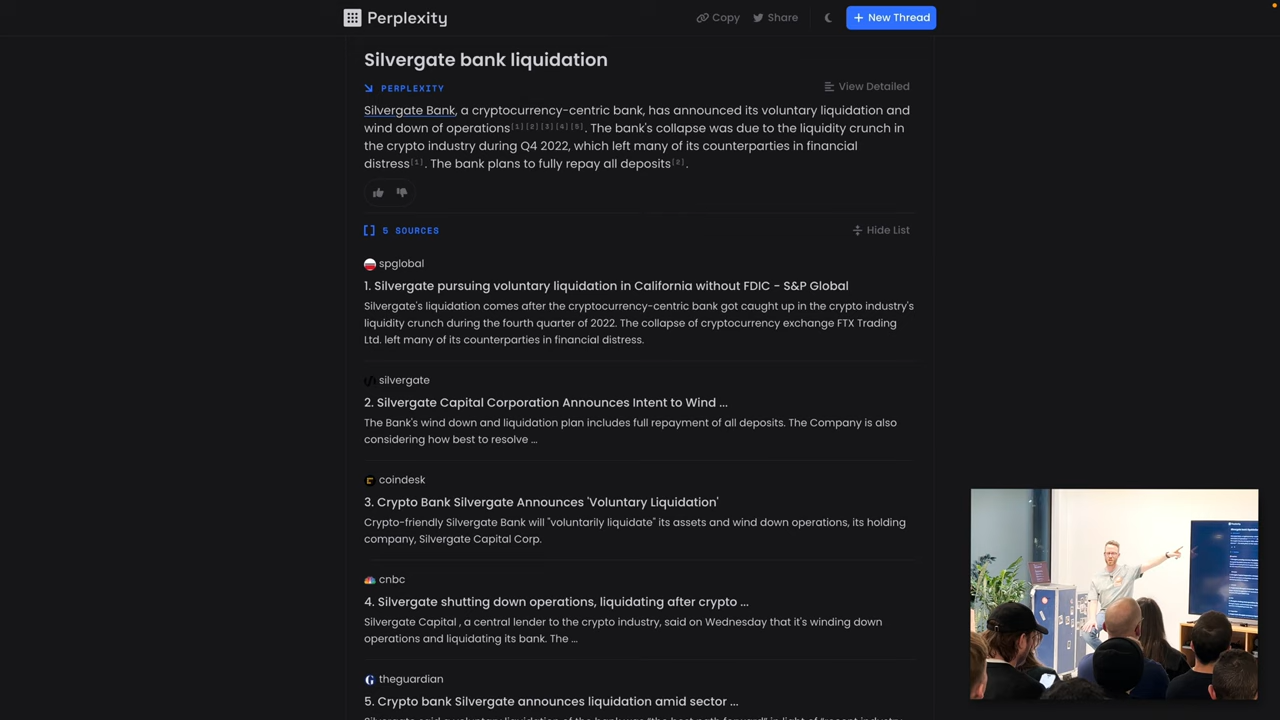 Perplexity
Copy
Share
+ New Thread
Silvergate bank liquidation
PERPLEXITY
View Detailed
Silvergate Bank, a cryptocurrency-centric bank, has announced its voluntary liquidation and
wind down of operations[1][2][3][4][5]. The bank's collapse was due to the liquidity crunch in
the crypto industry during Q4 2022, which left many of its counterparties in financial
distress[1]. The bank plans to fully repay all deposits[2].
5 SOURCES
Hide List
spglobal
1. Silvergate pursuing voluntary liquidation in California without FDIC - S&P Global
Silvergate's liquidation comes after the cryptocurrency-centric bank got caught up in the crypto industry's
liquidity crunch during the fourth quarter of 2022. The collapse of cryptocurrency exchange FTX Trading
Ltd. left many of its counterparties in financial distress.
silvergate
2. Silvergate Capital Corporation Announces Intent to Wind ...
The Bank's wind down and liquidation plan includes full repayment of all deposits. The Company is also
considering how best to resolve ...
coindesk
3. Crypto Bank Silvergate Announces 'Voluntary Liquidation'
Crypto-friendly Silvergate Bank will "voluntarily liquidate" its assets and wind down operations, its holding
company, Silvergate Capital Corp.
cnbc
4. Silvergate shutting down operations, liquidating after crypto ...
Silvergate Capital , a central lender to the crypto industry, said on Wednesday that it's winding down
operations and liquidating its bank. The ...
theguardian
5. Crypto bank Silvergate announces liquidation amid sector ...